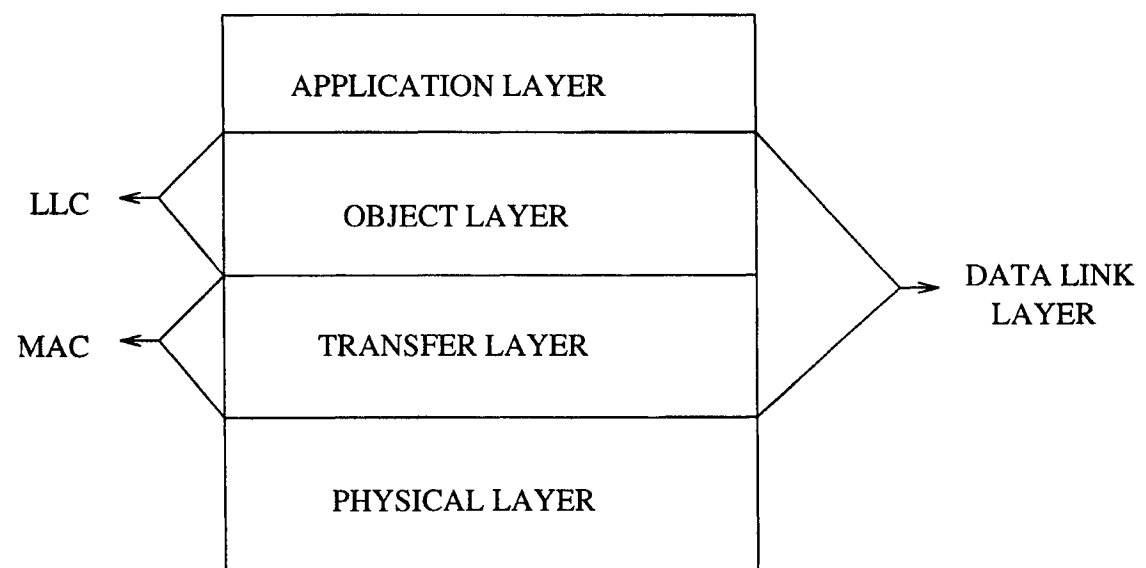 APPLICATION LAYER
LLC
OBJECT LAYER
DATA LINK
LAYER
MAC
TRANSFER LAYER
PHYSICAL LAYER